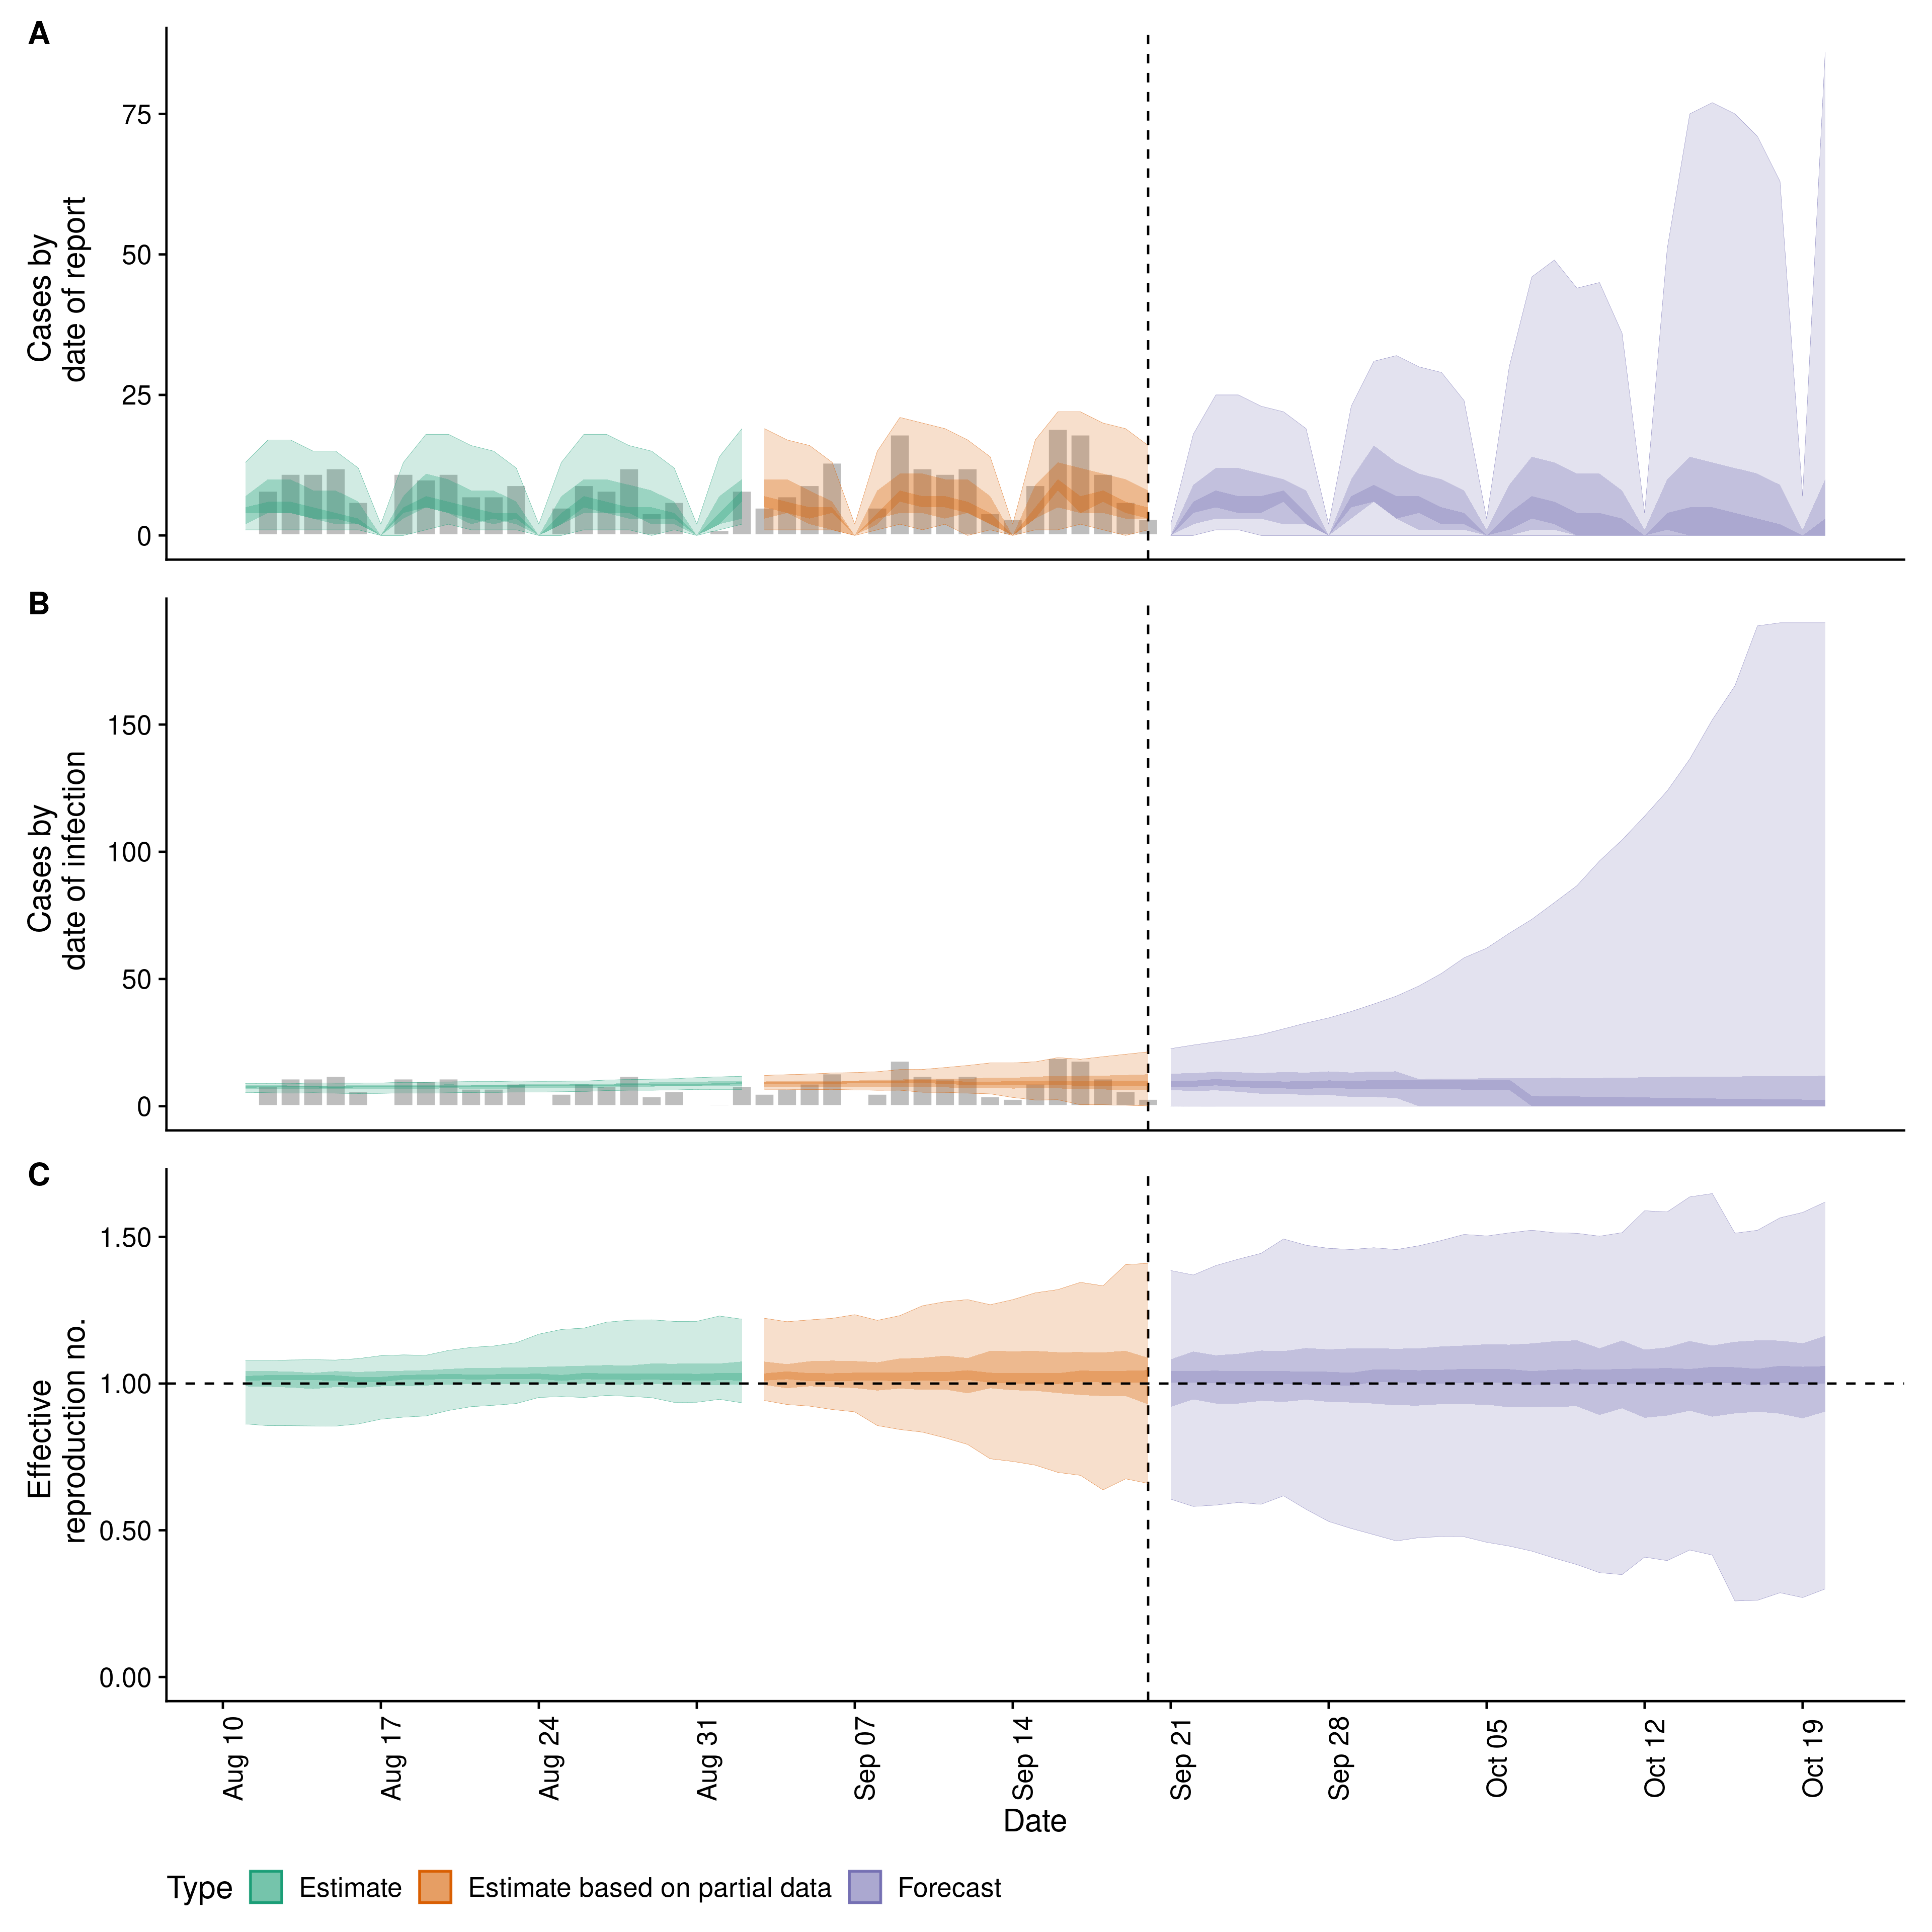 A
Cases by
date of report
75
50
25
0
B
Cases by
date of infection
150
100
50
0
C
Effective
reproduction no.
1.50
1.00
0.50
0.00
Aug 10
Aug 17
Aug 24
Aug 31
Sep 07
Sep 14
Sep 21
Sep 28
Oct 05
Oct 12
Oct 19
Date
Type Estimate Estimate based on partial data Forecast